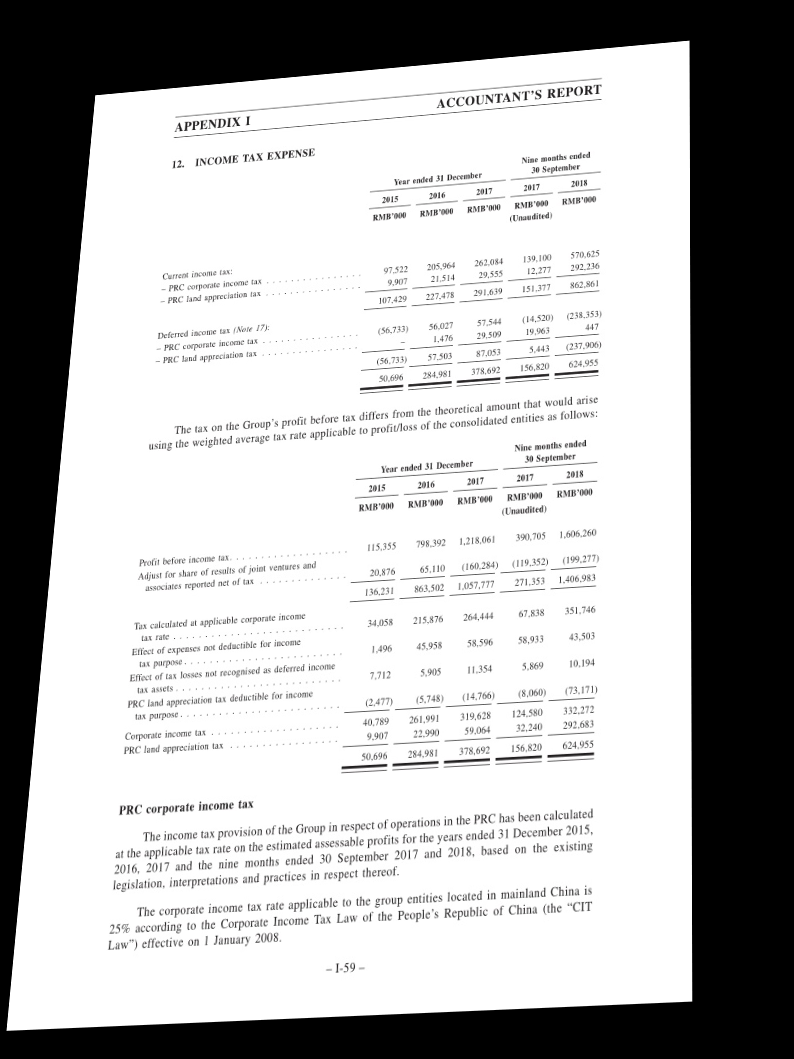 APPENDIX I ACCOUNTANT'S REPORT
12. INCOME TAX EXPENSE
Year ended 31 December Nine months ended 30 September
2015 2016 2017 2017 2018
RMB'000 RMB'000 RMB'000 RMB'000 RMB'000
(Unaudited)
Current income tax:
– PRC corporate income tax 97,522 205,964 262,084 139,100 570,625
– PRC land appreciation tax 9,907 21,514 29,555 12,277 292,236
107,429 227,478 291,639 151,377 862,861
Deferred income tax (Note 17):
– PRC corporate income tax (56,733) 56,027 57,544 (14,520) (238,353)
– PRC land appreciation tax – 1,476 29,509 19,963 447
(56,733) 57,503 87,053 5,443 (237,906)
50,696 284,981 378,692 156,820 624,955
The tax on the Group's profit before tax differs from the theoretical amount that would arise
using the weighted average tax rate applicable to profit/loss of the consolidated entities as follows:
Year ended 31 December Nine months ended 30 September
2015 2016 2017 2017 2018
RMB'000 RMB'000 RMB'000 RMB'000 RMB'000
(Unaudited)
Profit before income tax 115,355 798,392 1,218,061 390,705 1,606,260
Adjust for share of results of joint ventures and
associates reported net of tax 20,876 65,110 (160,284) (119,352) (199,277)
136,231 863,502 1,057,777 271,353 1,406,983
Tax calculated at applicable corporate income
tax rate 34,058 215,876 264,444 67,838 351,746
Effect of expenses not deductible for income
tax purpose 1,496 45,958 58,596 58,933 43,503
Effect of tax losses not recognised as deferred income
tax assets 7,712 5,905 11,354 5,869 10,194
PRC land appreciation tax deductible for income
tax purpose (2,477) (5,748) (14,766) (8,060) (73,171)
Corporate income tax 40,789 261,991 319,628 124,580 332,272
PRC land appreciation tax 9,907 22,990 59,064 32,240 292,683
50,696 284,981 378,692 156,820 624,955
PRC corporate income tax
The income tax provision of the Group in respect of operations in the PRC has been calculated
at the applicable tax rate on the estimated assessable profits for the years ended 31 December 2015,
2016, 2017 and the nine months ended 30 September 2017 and 2018, based on the existing
legislation, interpretations and practices in respect thereof.
The corporate income tax rate applicable to the group entities located in mainland China is
25% according to the Corporate Income Tax Law of the People's Republic of China (the “CIT
Law”) effective on 1 January 2008.
– I-59 –